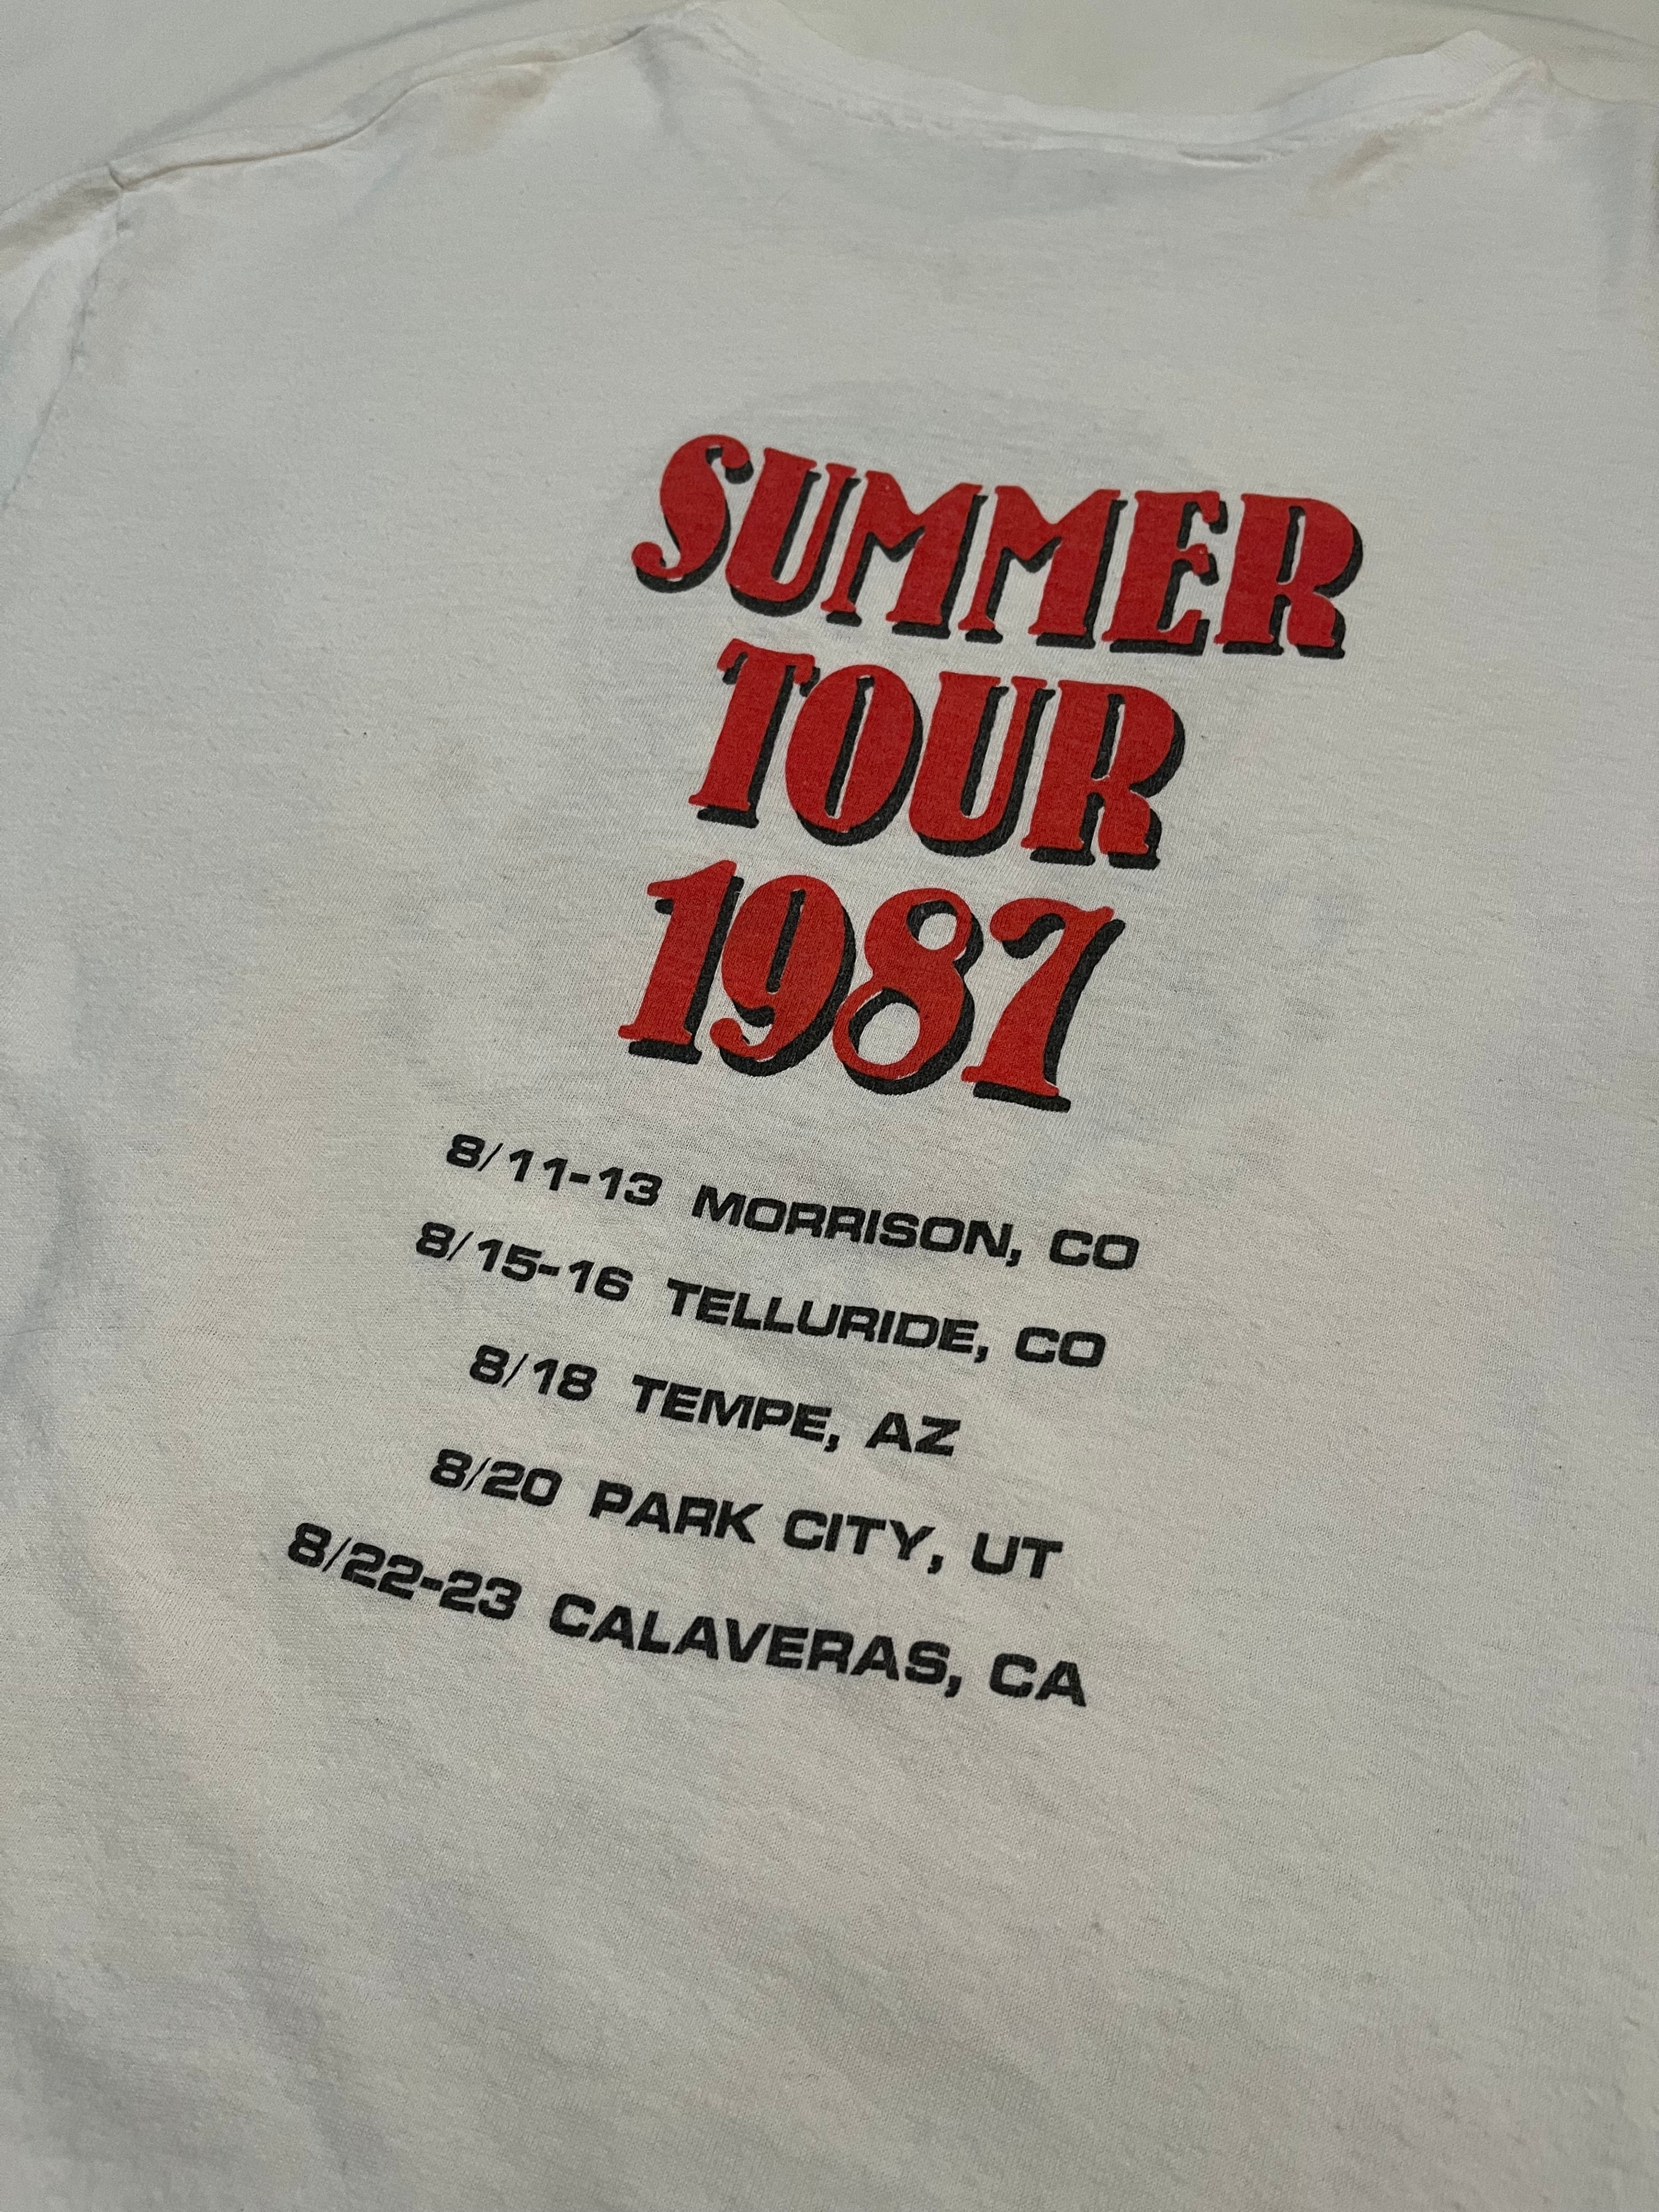 SUMMER
TOUR
1987
8/11-13 MORRISON, CO
8/15-16 TELLURIDE, CO
8/18 TEMPE, AZ
8/20 PARK CITY, UT
8/22-23 CALAVERAS, CA